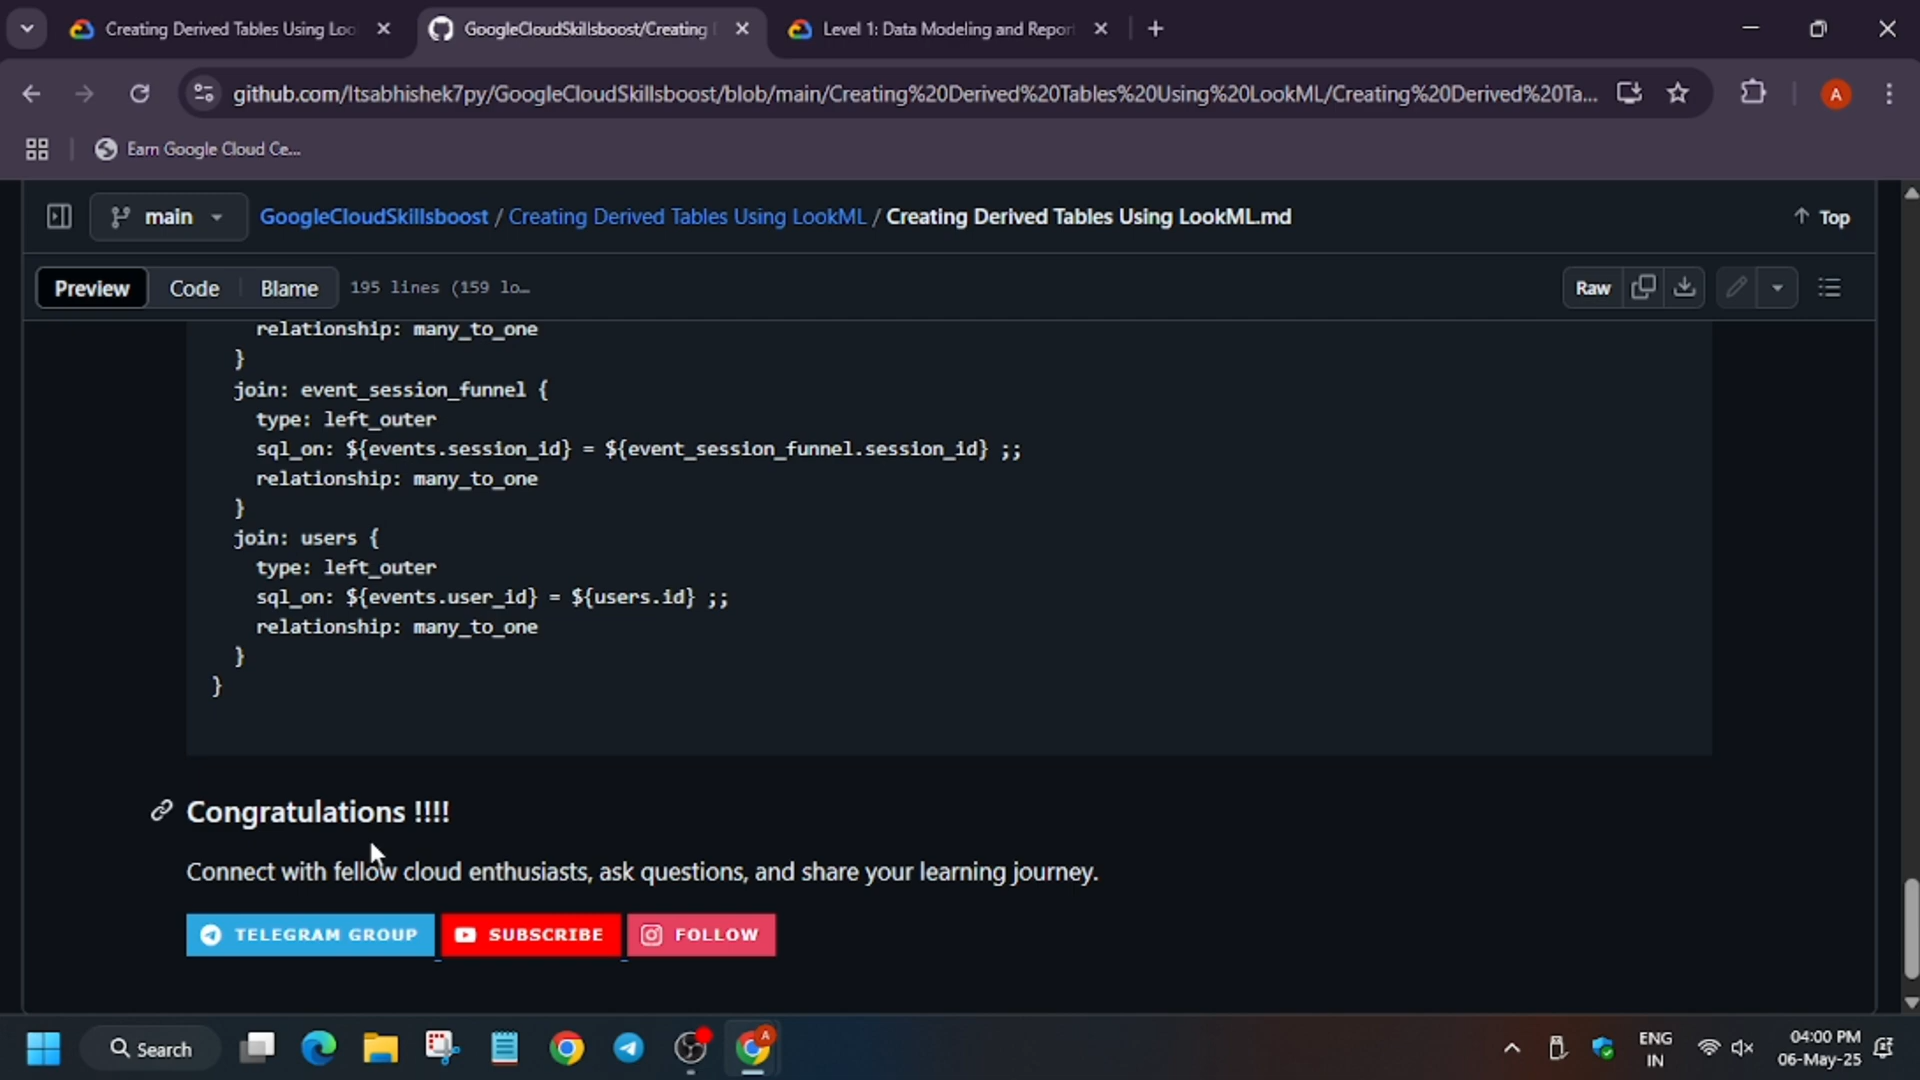 Creating Derived Tables Using Loo
GoogleCloudSkillsboost/Creating
Level 1: Data Modeling and Repor
github.com/Itsabhishek7py/GoogleCloudSkillsboost/blob/main/Creating%20Derived%20Tables%20Using%20LookML/Creating%20Derived%20Ta...
A
Earn Google Cloud Ce...
main
GoogleCloudSkillsboost / Creating Derived Tables Using LookML / Creating Derived Tables Using LookML.md
Top
Preview Code Blame 195 lines (159 lo…
Raw
relationship: many_to_one
}
join: event_session_funnel {
type: left_outer
sql_on: ${events.session_id} = ${event_session_funnel.session_id} ;;
relationship: many_to_one
}
join: users {
type: left_outer
sql_on: ${events.user_id} = ${users.id} ;;
relationship: many_to_one
}
}
Congratulations !!!!
Connect with fellow cloud enthusiasts, ask questions, and share your learning journey.
TELEGRAM GROUP SUBSCRIBE FOLLOW
Search
A
ENG
IN
04:00 PM
06-May-25